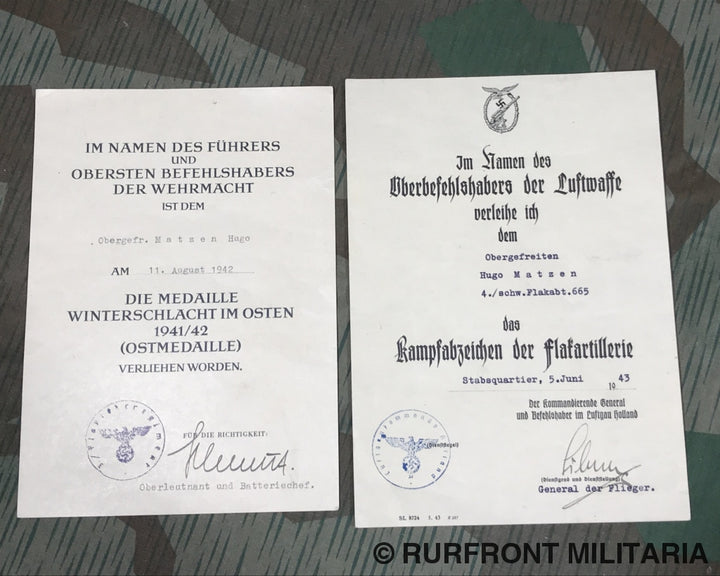 IM NAMEN DES FÜHRERS
UND
OBERSTEN BEFEHLSHABERS
DER WEHRMACHT
IST DEM
Obergefr. Matzen Hugo
AM 11. August 1942
DIE MEDAILLE
WINTERSCHLACHT IM OSTEN
1941/42
(OSTMEDAILLE)
VERLIEHEN WORDEN.
FÜR DIE RICHTIGKEIT:
Oberleutnant und Batteriechef.
Im Namen des
Oberbefehlshabers der Luftwaffe
verleihe ich
dem
Obergefreiten
Hugo Matzen
4./schw.Flakabt.665
das
Kampfabzeichen der Flakartillerie
Stabsquartier, 5.Juni 19 43
Der Kommandierende General
und Befehlshaber im Luftgau Holland
(Dienstsiegel)
(Dienstgrad und Dienststellung)
General der Flieger.
© RURFRONT MILITARIA